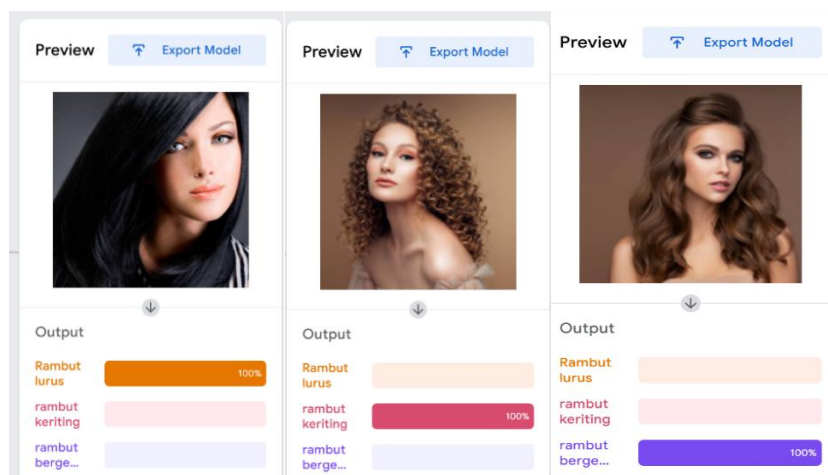 Preview
Export Model
Output
Rambut
lurus
100%
rambut
keriting
rambut
berge...
Preview
Export Model
Output
Rambut
lurus
rambut
keriting
100%
rambut
berge...
Preview
Export Model
Output
Rambut
lurus
rambut
keriting
rambut
berge...
100%